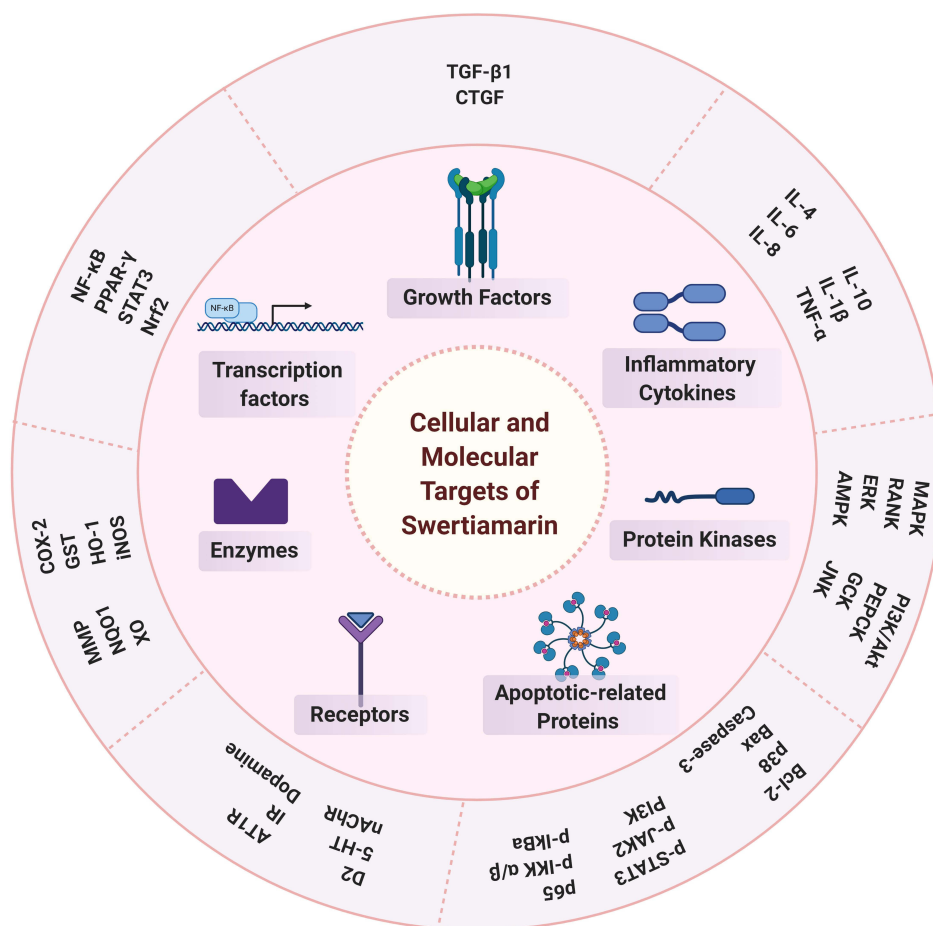 TGF-β1
CTGF
IL-4
IL-6
IL-8
IL-10
IL-1β
TNF-α
MAPK
RANK
ERK
AMPK
PI3K/Akt
PEPCK
GCK
JNK
Bcl-2
p38
Bax
Caspase-3
p-STAT3
p-JAK2
PI3K
p65
p-IKK α/β
p-IkBa
D2
5-HT
nAChR
AT1R
IR
Dopamine
MMP
NQO1
XO
COX-2
GST
HO-1
iNOS
NF-κB
PPAR-γ
STAT3
Nrf2
Growth Factors
Inflammatory
Cytokines
Protein Kinases
Apoptotic-related
Proteins
Receptors
Enzymes
NF-κB
Transcription
factors
Cellular and
Molecular
Targets of
Swertiamarin